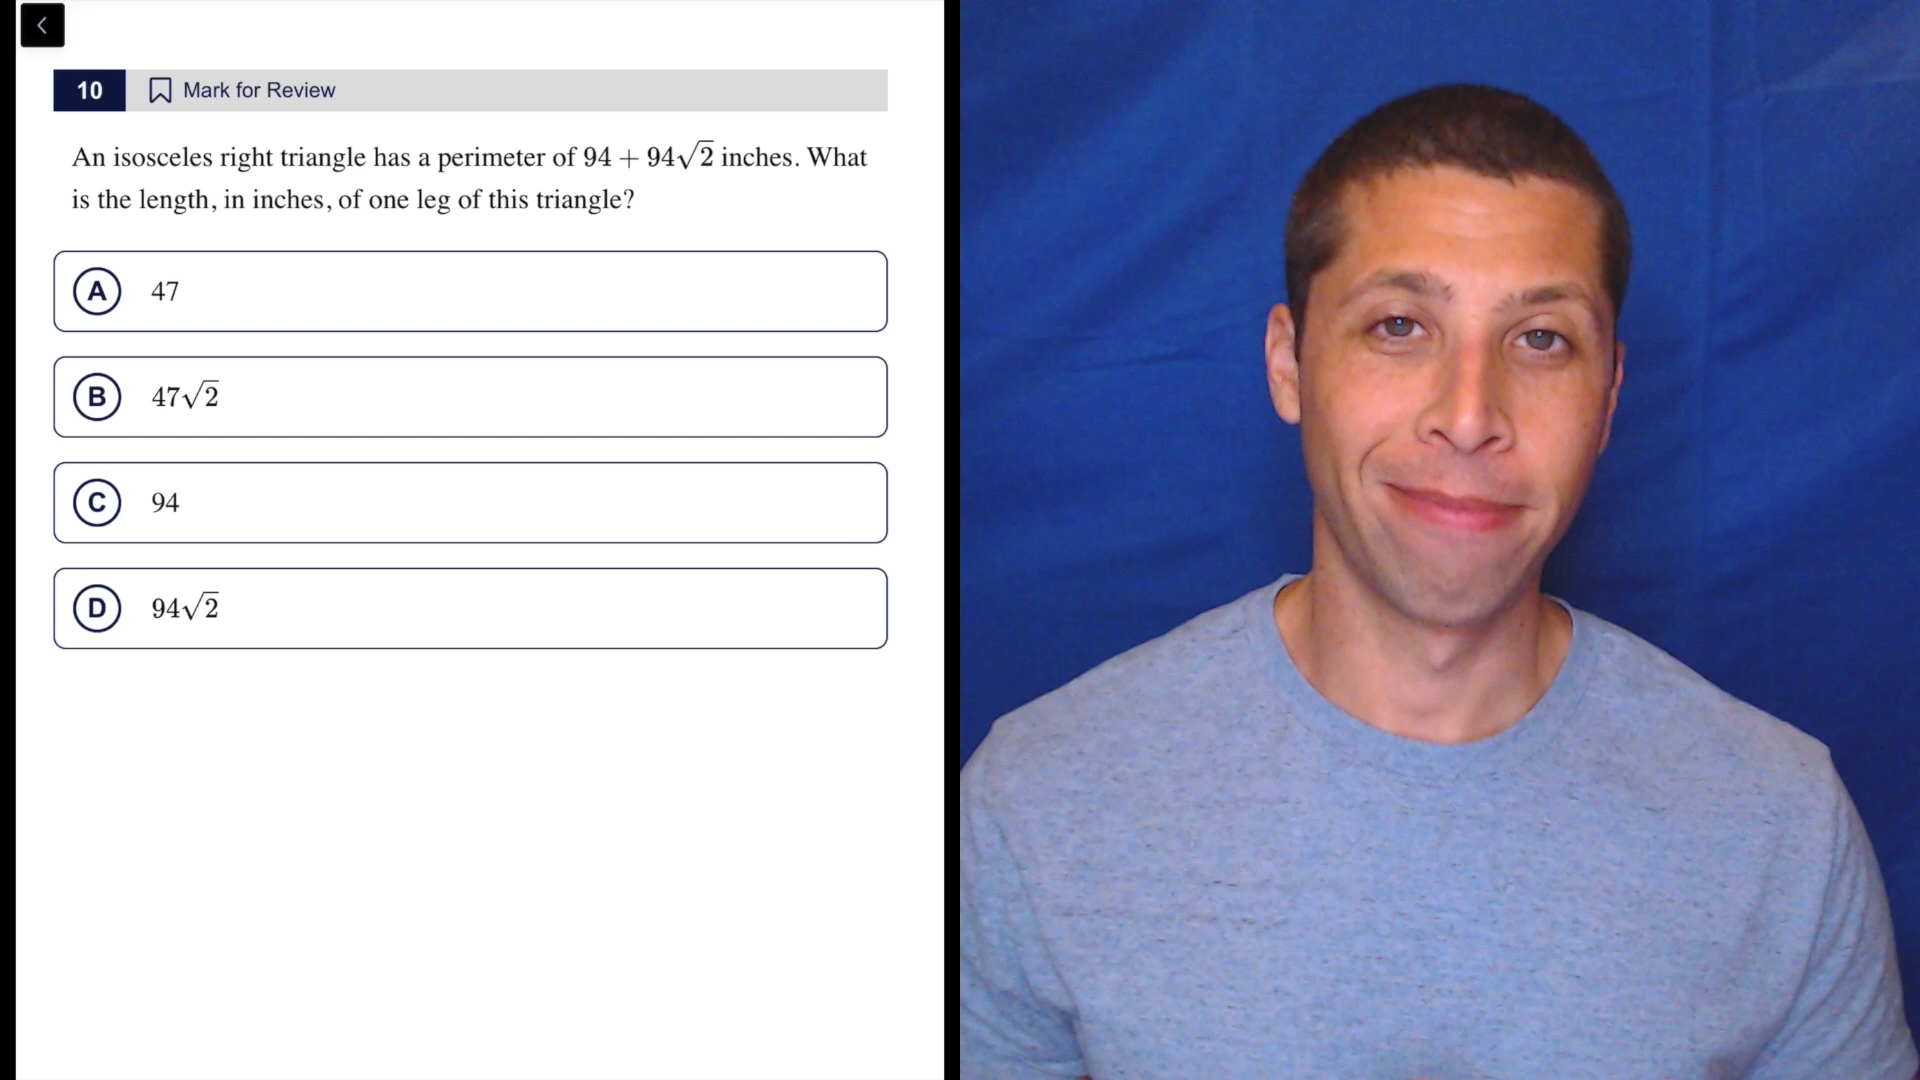 10 Mark for Review
An isosceles right triangle has a perimeter of 94 + 94√2 inches. What
is the length, in inches, of one leg of this triangle?
A 47
B 47√2
C 94
D 94√2